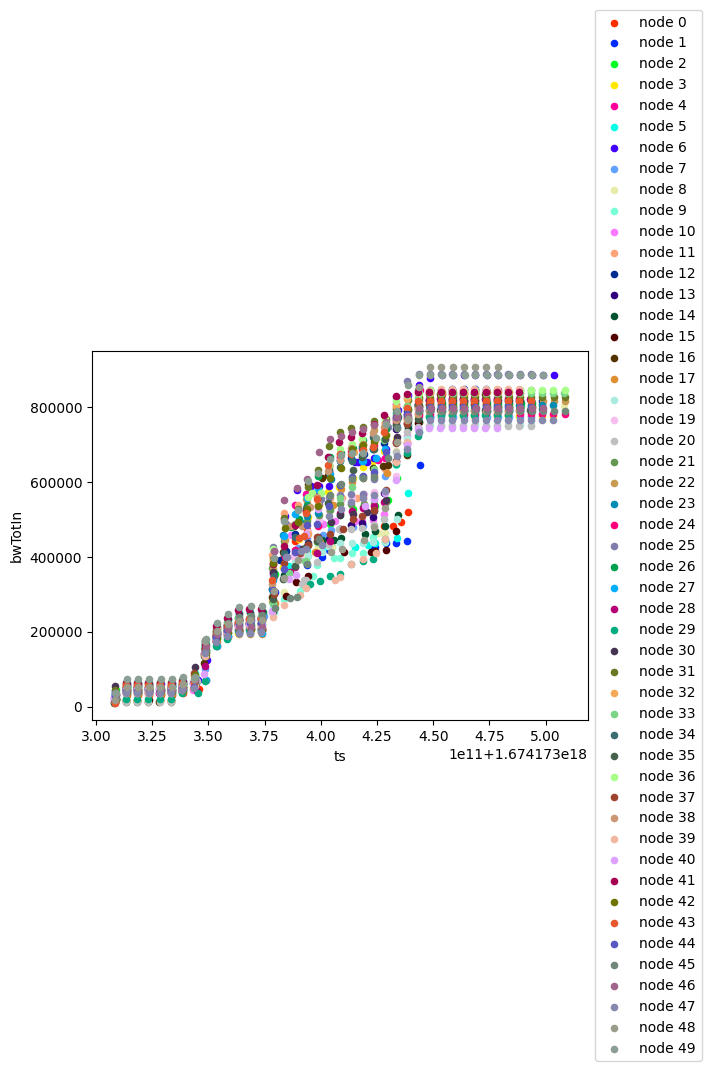 node 0
node 1
node 2
node 3
node 4
node 5
node 6
node 7
node 8
node 9
node 10
node 11
node 12
node 13
node 14
node 15
node 16
node 17
node 18
node 19
node 20
node 21
node 22
node 23
node 24
node 25
node 26
node 27
node 28
node 29
node 30
node 31
node 32
node 33
node 34
node 35
node 36
node 37
node 38
node 39
node 40
node 41
node 42
node 43
node 44
node 45
node 46
node 47
node 48
node 49
bwTotIn
800000
600000
400000
200000
0
3.00 3.25 3.50 3.75 4.00 4.25 4.50 4.75 5.00
ts
1e11+1.674173e18